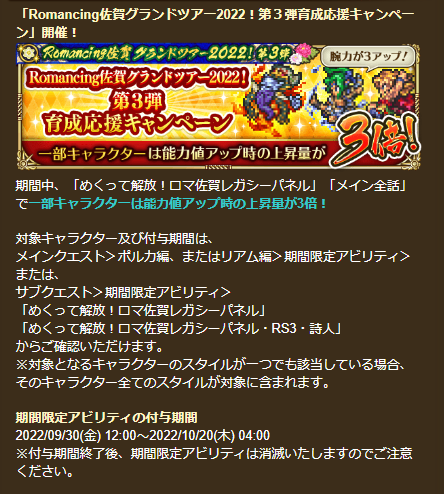 「Romancing佐賀グランドツアー2022！第３弾育成応援キャンペー
ン」開催！
Romancing佐賀グランドツアー2022! 第3弾
腕力が3アップ!
Romancing佐賀グランドツアー2022!
第3弾
育成応援キャンペーン
一部キャラクターは能力値アップ時の上昇量が
3倍!
期間中、「めくって解放！ロマ佐賀レガシーパネル」「メイン全話」
で一部キャラクターは能力値アップ時の上昇量が3倍！
対象キャラクター及び付与期間は、
メインクエスト＞ポルカ編、またはリアム編＞期間限定アビリティ＞
または、
サブクエスト＞期間限定アビリティ＞
「めくって解放！ロマ佐賀レガシーパネル」
「めくって解放！ロマ佐賀レガシーパネル・RS3・詩人」
からご確認いただけます。
※対象となるキャラクターのスタイルが一つでも該当している場合、
そのキャラクター全てのスタイルが対象に含まれます。
期間限定アビリティの付与期間
2022/09/30(金) 12:00～2022/10/20(木) 04:00
※付与期間終了後、期間限定アビリティは消滅いたしますのでご注意
ください。